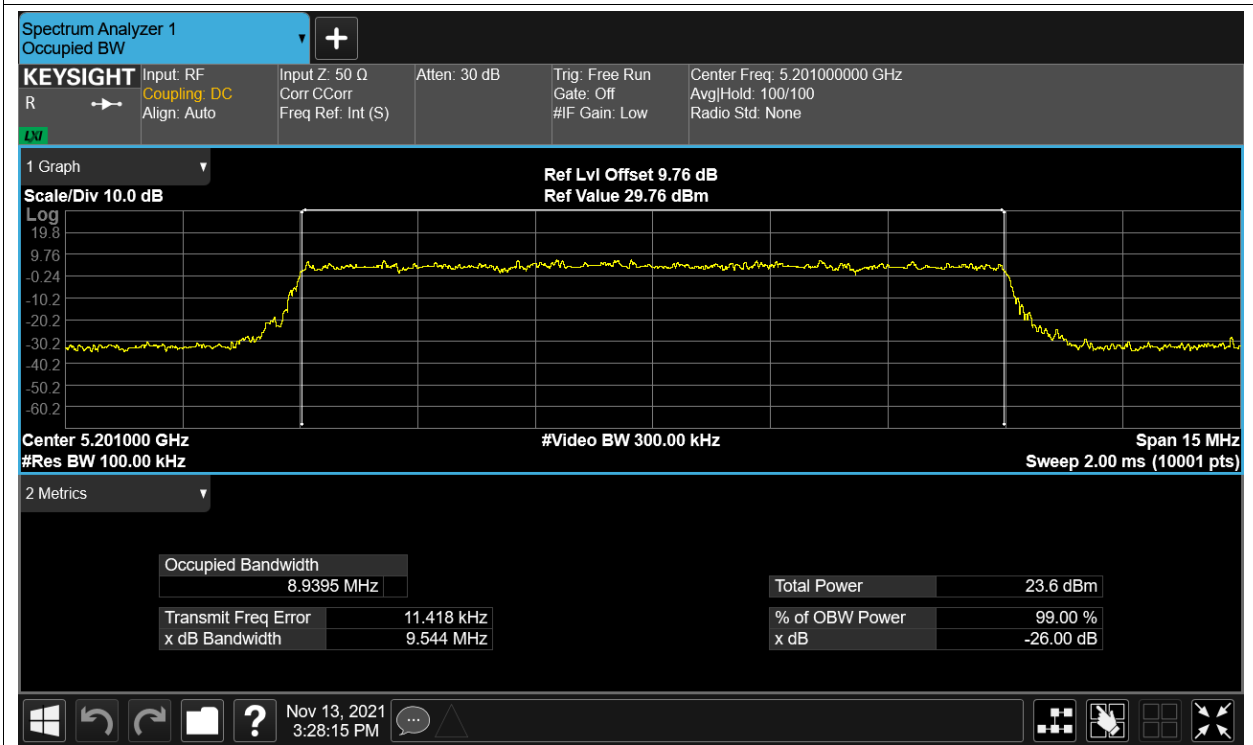 Spectrum Analyzer 1
Occupied BW
KEYSIGHT
R
LXI
Input: RF
Coupling: DC
Align: Auto
Input Z: 50 Ω
Corr CCorr
Freq Ref: Int (S)
Atten: 30 dB
Trig: Free Run
Gate: Off
#IF Gain: Low
Center Freq: 5.201000000 GHz
Avg|Hold: 100/100
Radio Std: None
1 Graph
Scale/Div 10.0 dB
Ref Lvl Offset 9.76 dB
Ref Value 29.76 dBm
Log
19.8
9.76
-0.24
-10.2
-20.2
-30.2
-40.2
-50.2
-60.2
Center 5.201000 GHz
#Video BW 300.00 kHz
Span 15 MHz
#Res BW 100.00 kHz
Sweep 2.00 ms (10001 pts)
2 Metrics
Occupied Bandwidth
8.9395 MHz
Transmit Freq Error 11.418 kHz
x dB Bandwidth 9.544 MHz
Total Power 23.6 dBm
% of OBW Power 99.00 %
x dB -26.00 dB
?
Nov 13, 2021
3:28:15 PM